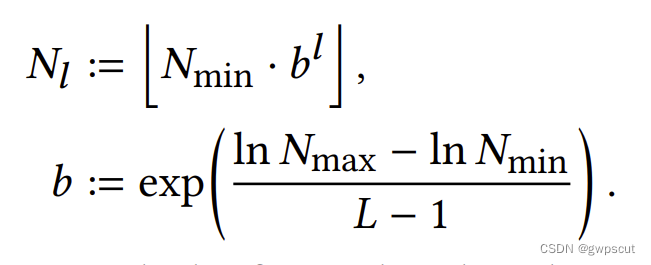 N_l := ⌊N_min · b^l⌋,
b := exp((ln N_max − ln N_min)/(L − 1)).
CSDN @gwpscut